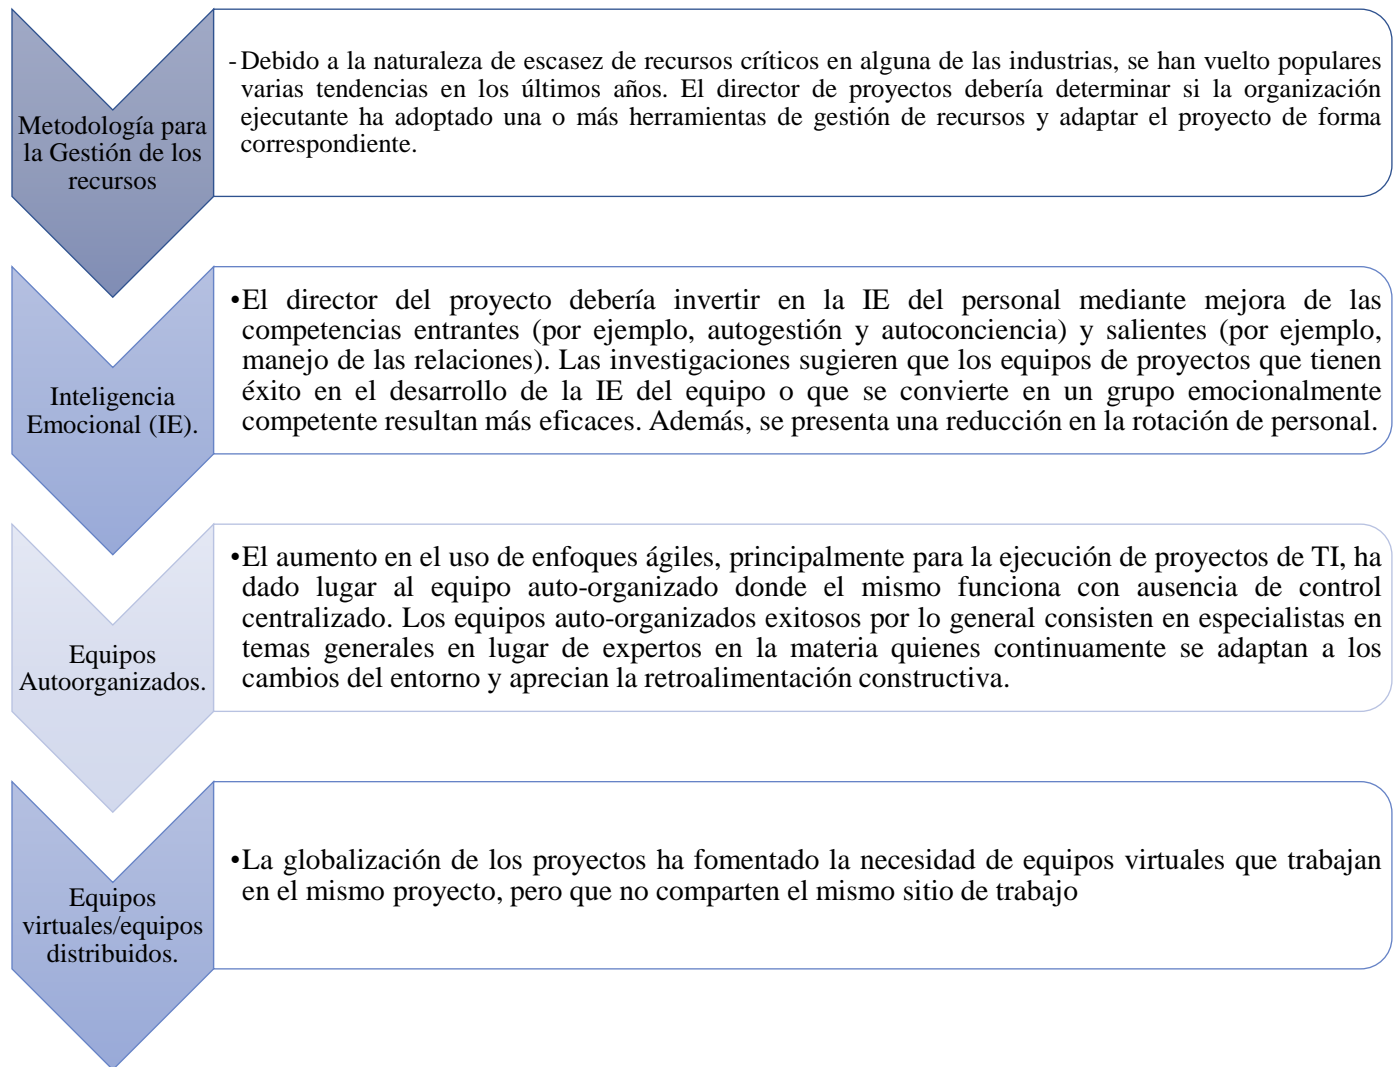 Metodología para
la Gestión de los
recursos
- Debido a la naturaleza de escasez de recursos críticos en alguna de las industrias, se han vuelto populares
varias tendencias en los últimos años. El director de proyectos debería determinar si la organización
ejecutante ha adoptado una o más herramientas de gestión de recursos y adaptar el proyecto de forma
correspondiente.
Inteligencia
Emocional (IE).
•El director del proyecto debería invertir en la IE del personal mediante mejora de las
competencias entrantes (por ejemplo, autogestión y autoconciencia) y salientes (por ejemplo,
manejo de las relaciones). Las investigaciones sugieren que los equipos de proyectos que tienen
éxito en el desarrollo de la IE del equipo o que se convierte en un grupo emocionalmente
competente resultan más eficaces. Además, se presenta una reducción en la rotación de personal.
Equipos
Autoorganizados.
•El aumento en el uso de enfoques ágiles, principalmente para la ejecución de proyectos de TI, ha
dado lugar al equipo auto-organizado donde el mismo funciona con ausencia de control
centralizado. Los equipos auto-organizados exitosos por lo general consisten en especialistas en
temas generales en lugar de expertos en la materia quienes continuamente se adaptan a los
cambios del entorno y aprecian la retroalimentación constructiva.
Equipos
virtuales/equipos
distribuidos.
•La globalización de los proyectos ha fomentado la necesidad de equipos virtuales que trabajan
en el mismo proyecto, pero que no comparten el mismo sitio de trabajo